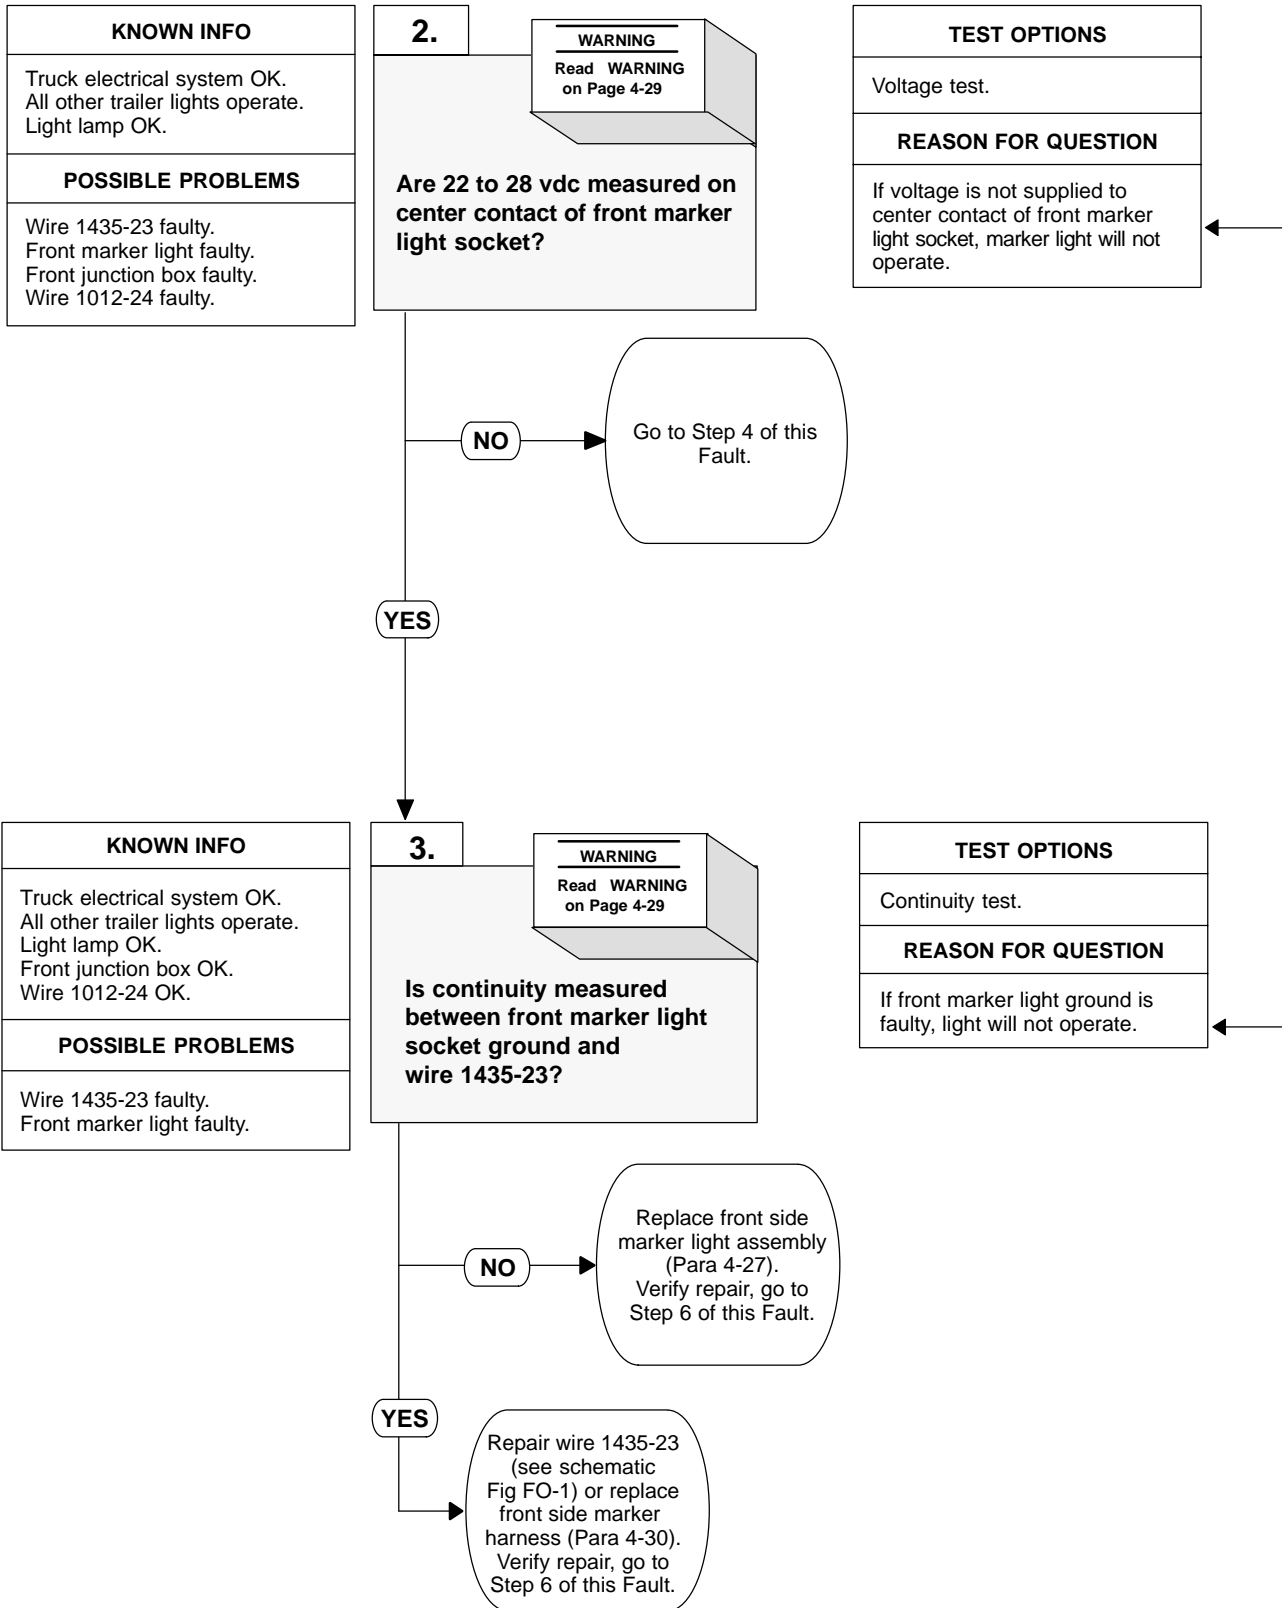 KNOWN INFO
Truck electrical system OK.
All other trailer lights operate.
Light lamp OK.
POSSIBLE PROBLEMS
Wire 1435-23 faulty.
Front marker light faulty.
Front junction box faulty.
Wire 1012-24 faulty.
2.
WARNING
Read WARNING
on Page 4-29
Are 22 to 28 vdc measured on
center contact of front marker
light socket?
TEST OPTIONS
Voltage test.
REASON FOR QUESTION
If voltage is not supplied to
center contact of front marker
light socket, marker light will not
operate.
NO
Go to Step 4 of this
Fault.
YES
KNOWN INFO
Truck electrical system OK.
All other trailer lights operate.
Light lamp OK.
Front junction box OK.
Wire 1012-24 OK.
POSSIBLE PROBLEMS
Wire 1435-23 faulty.
Front marker light faulty.
3.
WARNING
Read WARNING
on Page 4-29
Is continuity measured
between front marker light
socket ground and
wire 1435-23?
TEST OPTIONS
Continuity test.
REASON FOR QUESTION
If front marker light ground is
faulty, light will not operate.
NO
Replace front side
marker light assembly
(Para 4-27).
Verify repair, go to
Step 6 of this Fault.
YES
Repair wire 1435-23
(see schematic
Fig FO-1) or replace
front side marker
harness (Para 4-30).
Verify repair, go to
Step 6 of this Fault.